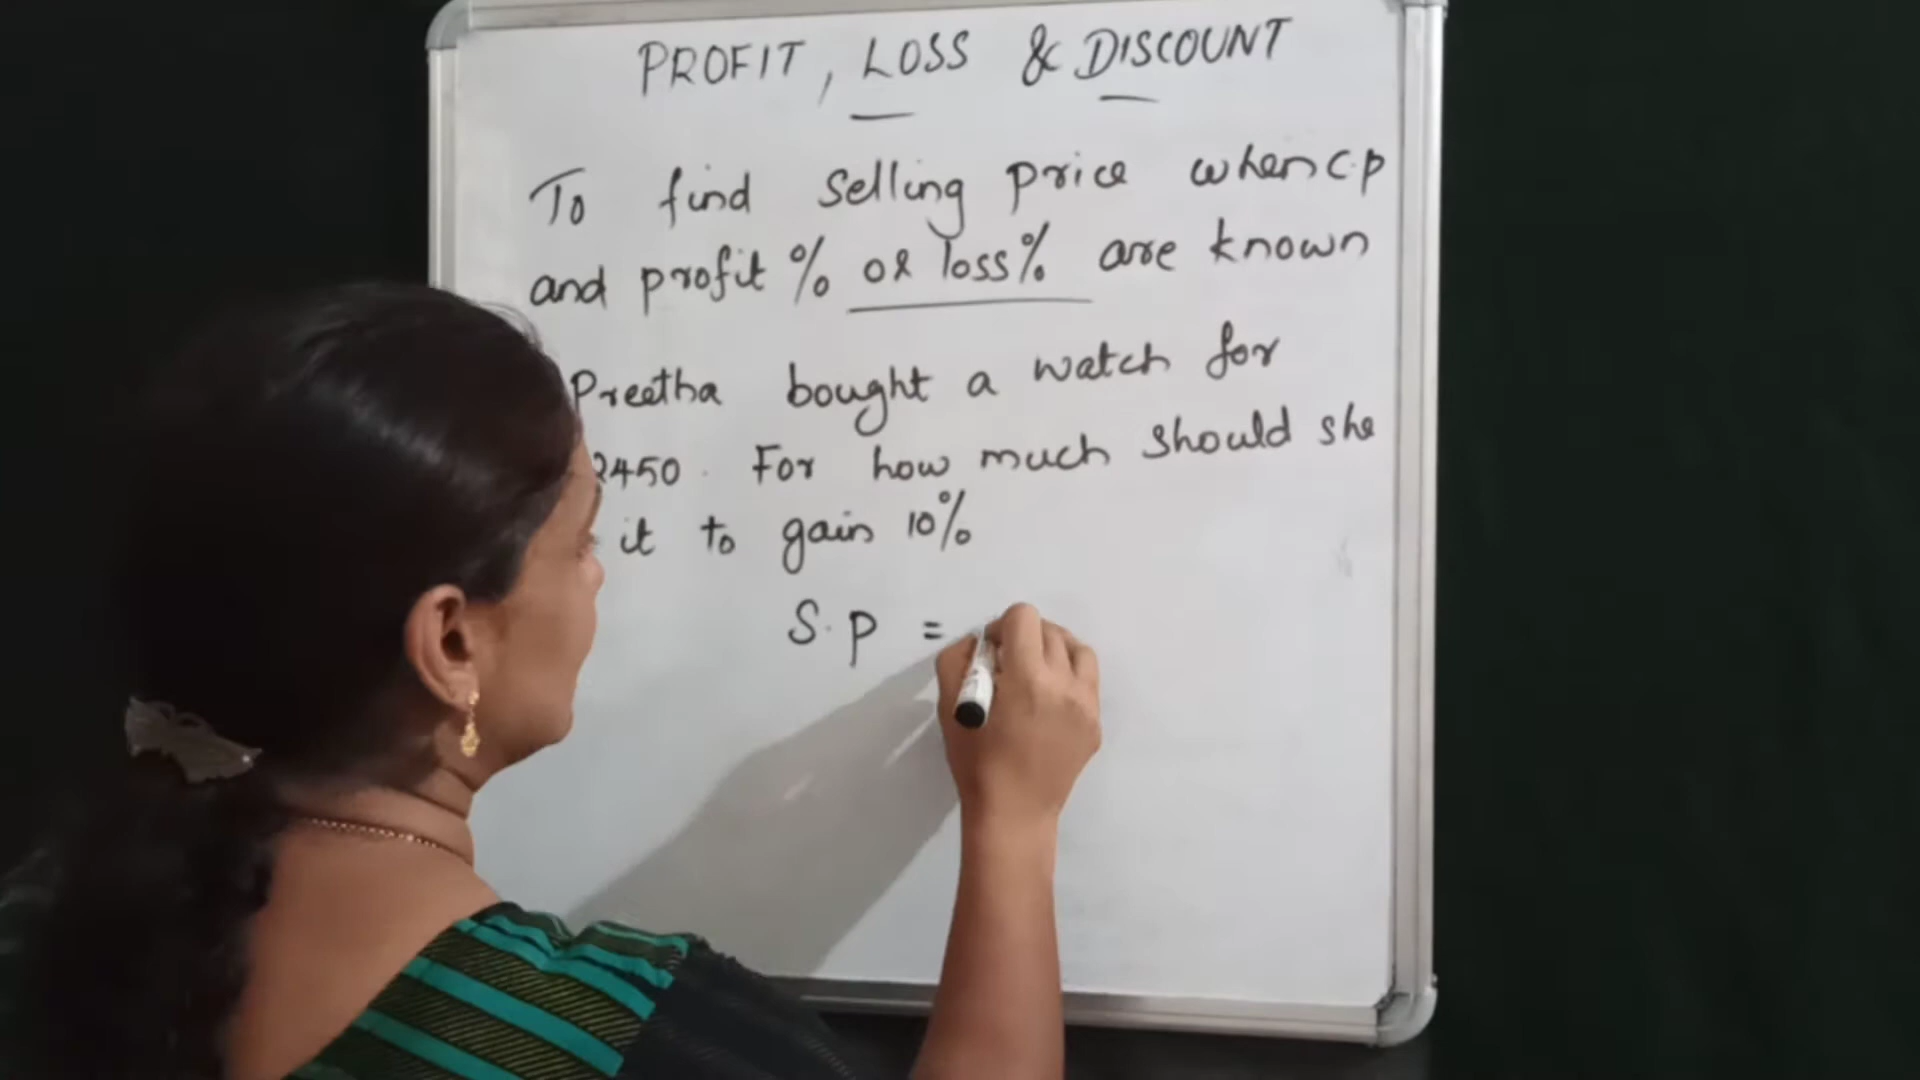 PROFIT, LOSS & DISCOUNT
To find selling price when C.P
and profit % or loss% are known
Preetha bought a watch for
2450. For how much should she
it to gain 10%
S.P =